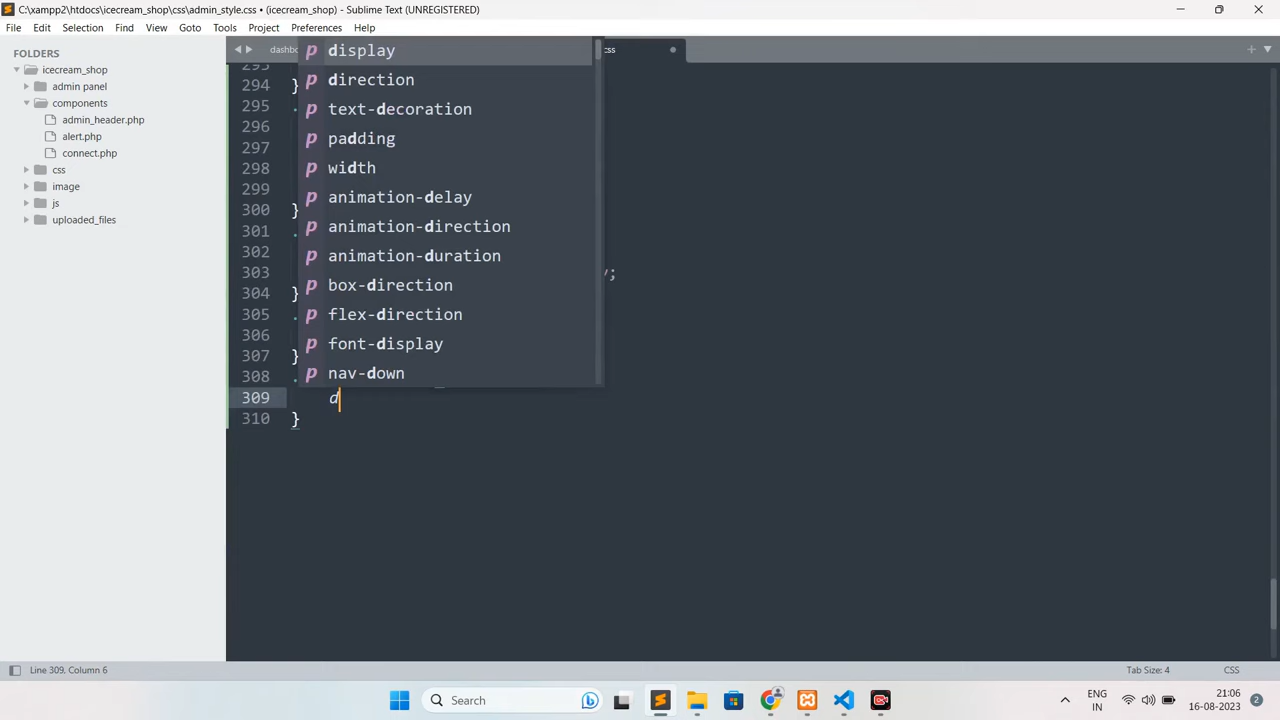 C:\xampp2\htdocs\icecream_shop\css\admin_style.css • (icecream_shop) - Sublime Text (UNREGISTERED)
File Edit Selection Find View Goto Tools Project Preferences Help
FOLDERS
icecream_shop
admin panel
components
admin_header.php
alert.php
connect.php
css
image
js
uploaded_files
css
display
direction
text-decoration
padding
width
animation-delay
animation-direction
animation-duration
box-direction
flex-direction
font-display
nav-down
293
294 }
295 .
296
297
298
299
300 }
301 .
302
303 ;
304 }
305 .
306
307 }
308 .
309 d
310 }
Line 309, Column 6
Tab Size: 4
CSS
Search
ENG
IN
21:06
16-08-2023
2